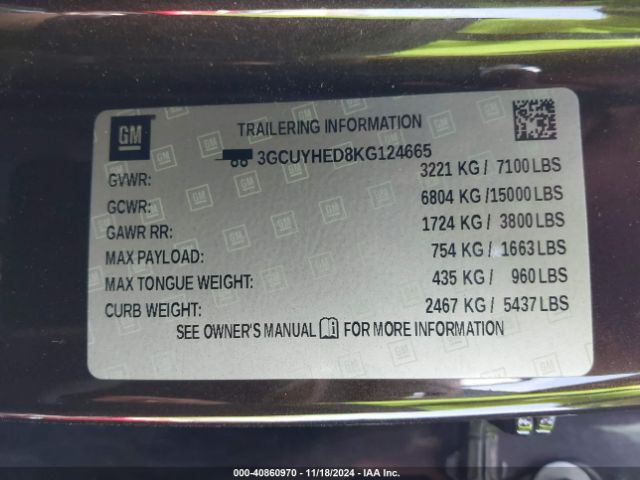 GM
TRAILERING INFORMATION
3GCUYHED8KG124665
GVWR: 3221 KG / 7100 LBS
GCWR: 6804 KG /15000 LBS
GAWR RR: 1724 KG / 3800 LBS
MAX PAYLOAD: 754 KG / 1663 LBS
MAX TONGUE WEIGHT: 435 KG / 960 LBS
CURB WEIGHT: 2467 KG / 5437 LBS
SEE OWNER'S MANUAL FOR MORE INFORMATION
000-40860970 - 11/18/2024 - IAA Inc.